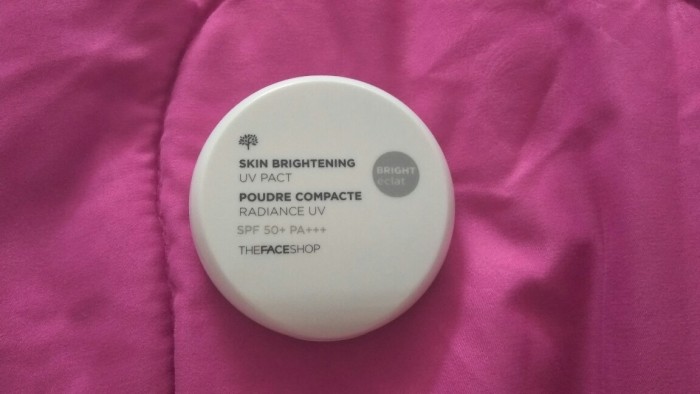 SKIN BRIGHTENING
UV PACT
POUDRE COMPACTE
RADIANCE UV
SPF 50+ PA+++
THEFACESHOP
BRIGHT
éclat